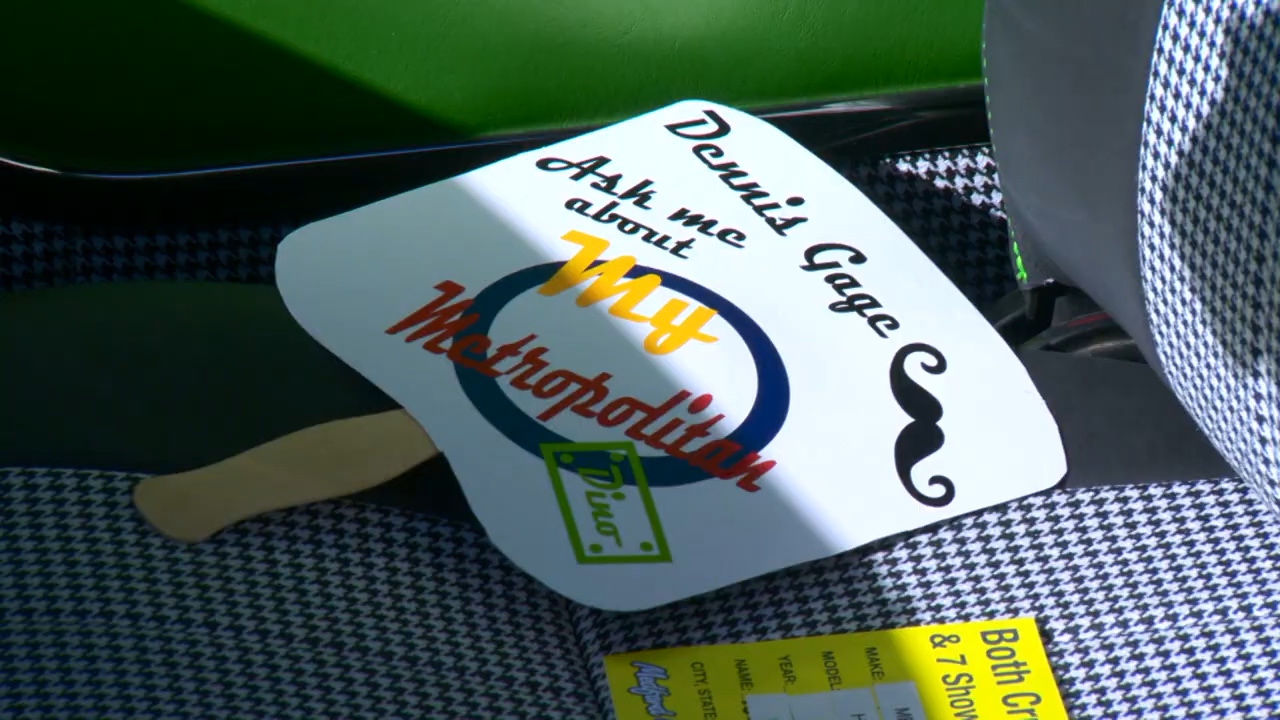 Dennis Gage
Ask me
about
My
Metropolitan
Dino
Both Cr
& 7 Show
MAKE:
MODEL:
YEAR:
NAME:
CITY, STATE